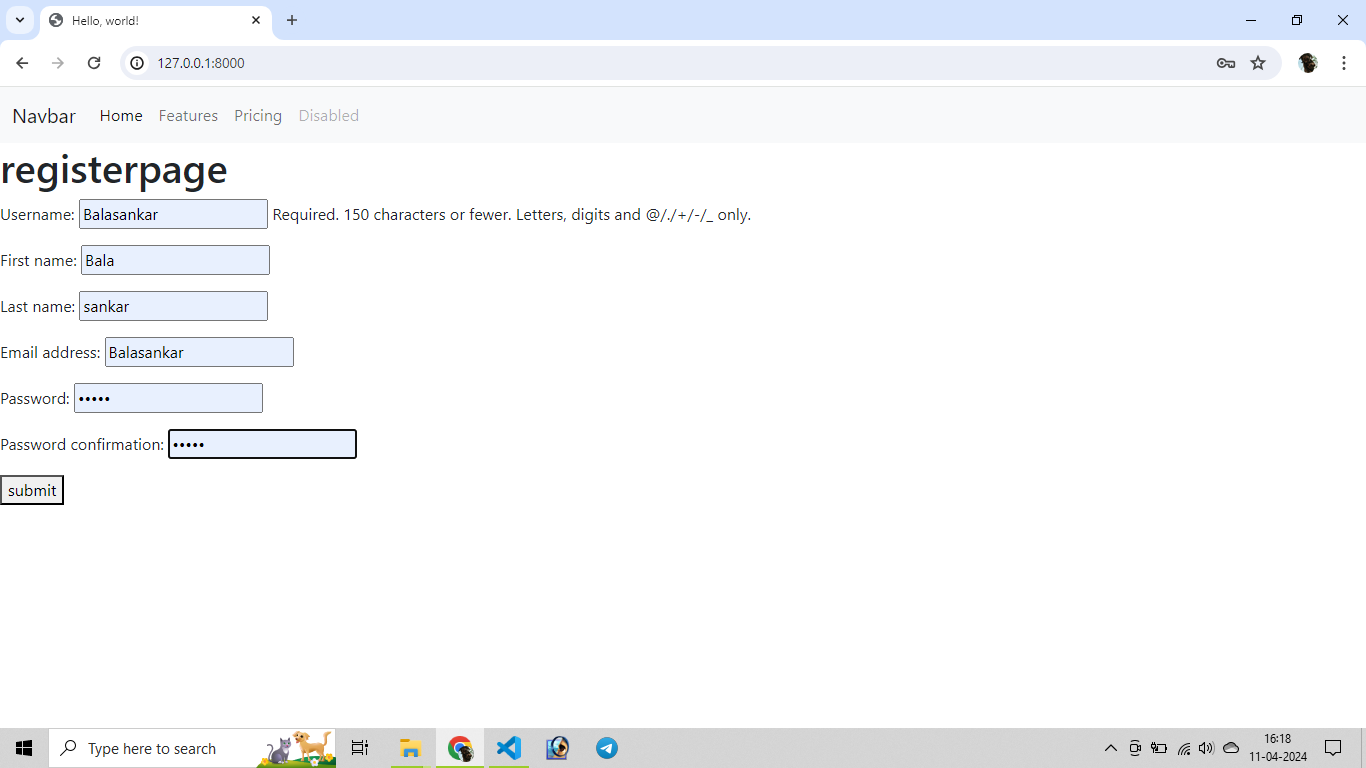 Hello, world!
127.0.0.1:8000
Navbar Home Features Pricing Disabled
registerpage
Username: Balasankar Required. 150 characters or fewer. Letters, digits and @/./+/-/_ only.
First name: Bala
Last name: sankar
Email address: Balasankar
Password: •••••
Password confirmation: •••••
submit
Type here to search
16:18
11-04-2024